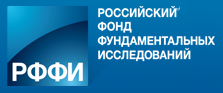 РОССИЙСКИЙ
ФОНД
ФУНДАМЕНТАЛЬНЫХ
ИССЛЕДОВАНИЙ
РФФИ